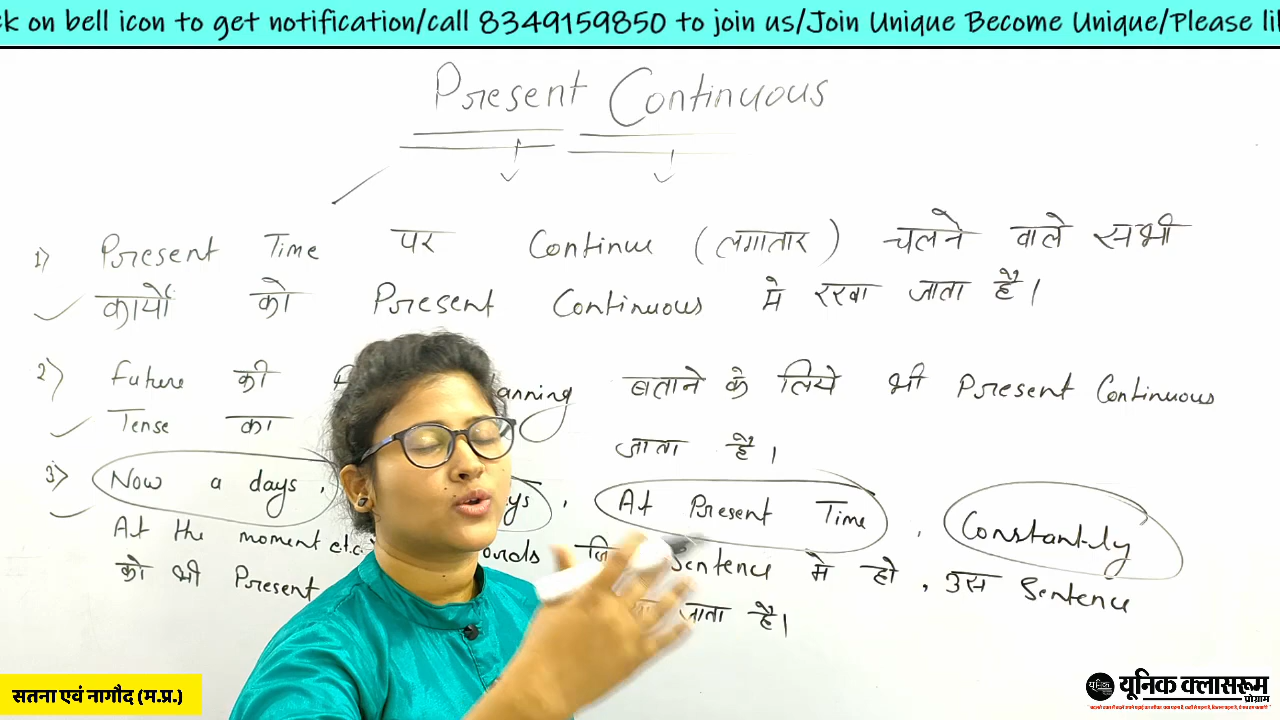 ck on bell icon to get notification/call 8349159850 to join us/Join Unique Become Unique/Please li
Present Continuous
1) Present Time पर Continue (लगातार) चलने वाले सभी
कार्यों को Present Continuous मे रखा जाता है।
2) Future की anning बताने के लिये भी Present Continuous
Tense का जाता है।
3) Now a days, ys, At Present Time, Constantly
At the moment e.t.c. ords Sentence मे हो, उस Sentence
को भी Present जाता है।
सतना एवं नागौद (म.प्र.)
यूनिक क्लासरूम
प्रोग्राम